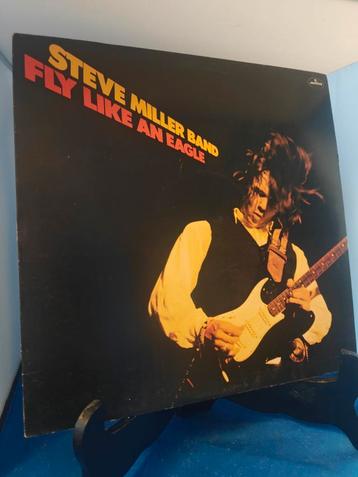 STEVE MILLER BAND
FLY LIKE AN EAGLE